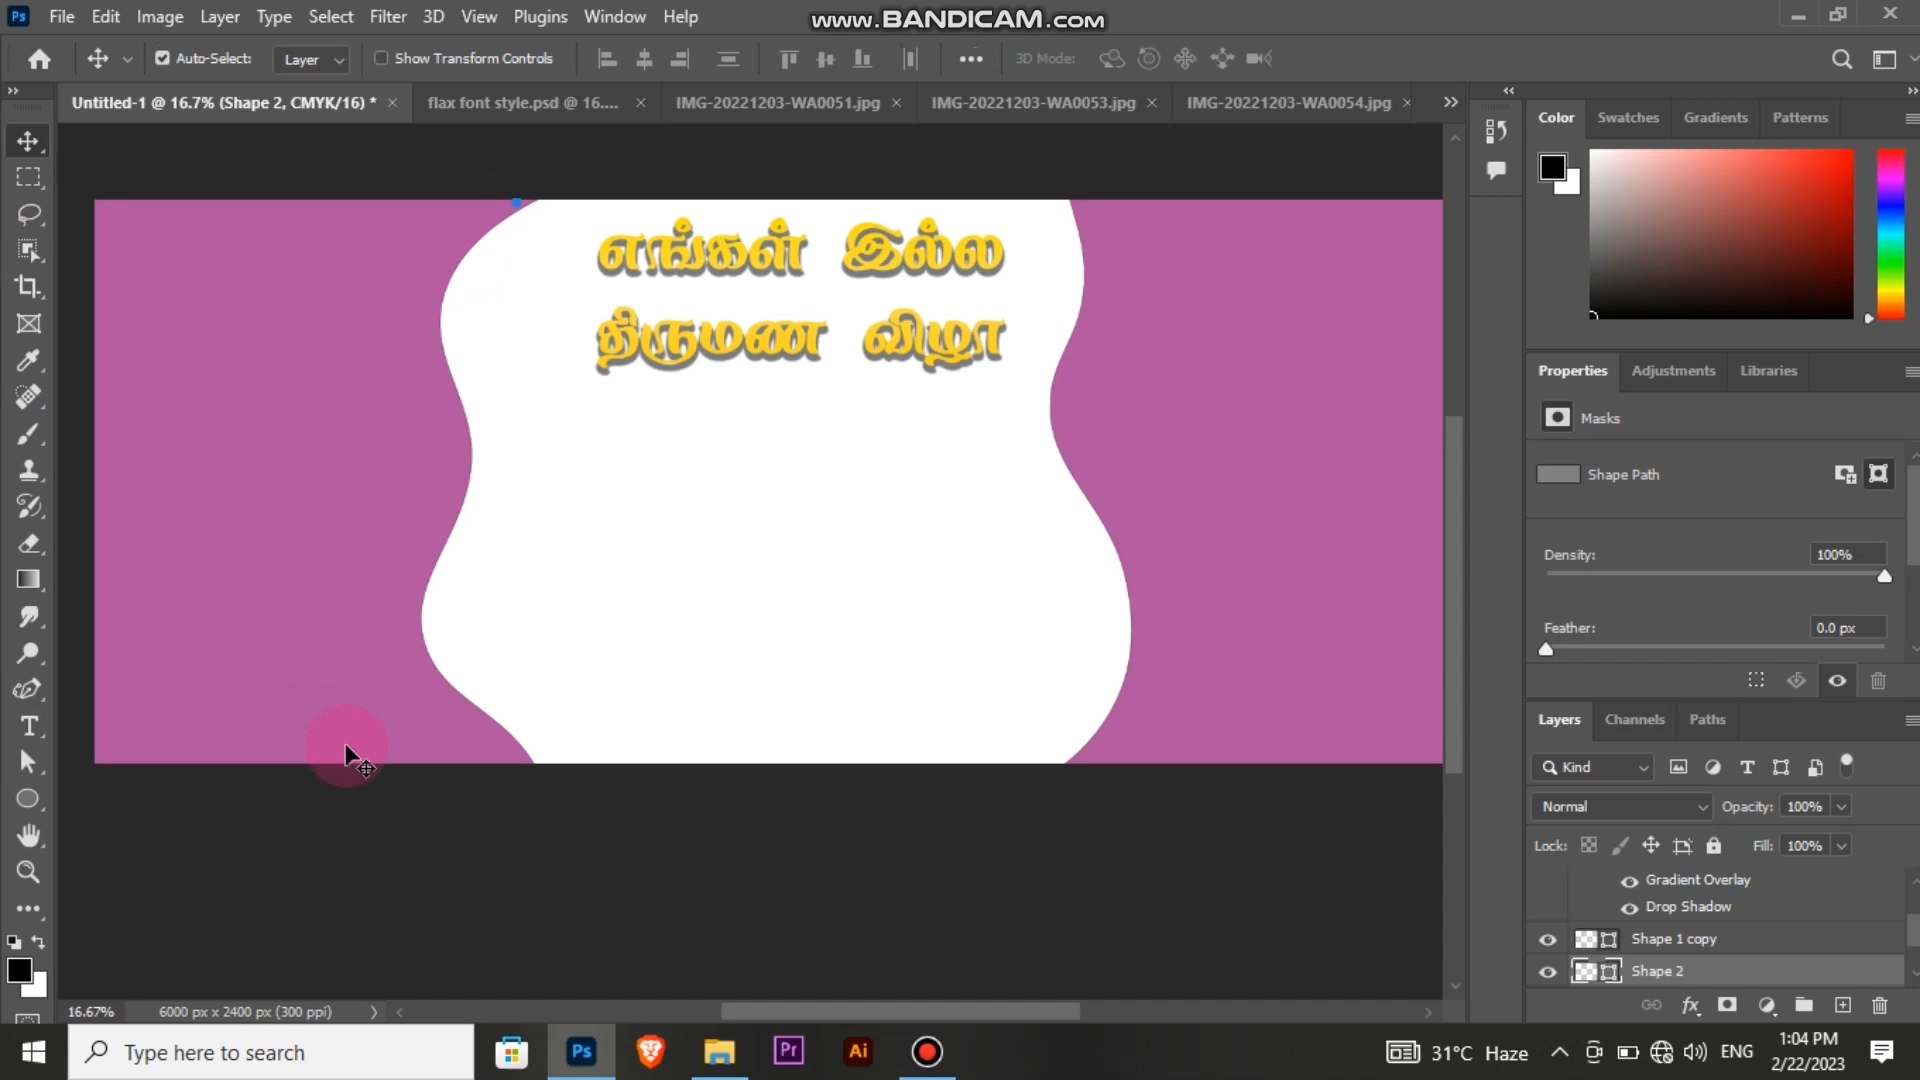 Ps File Edit Image Layer Type Select Filter 3D View Plugins Window Help
www.BANDICAM.com
Auto-Select: Layer Show Transform Controls 3D Mode:
Untitled-1 @ 16.7% (Shape 2, CMYK/16) * flax font style.psd @ 16.... IMG-20221203-WA0051.jpg IMG-20221203-WA0053.jpg IMG-20221203-WA0054.jpg
எங்கள் இல்ல
திருமண விழா
Color Swatches Gradients Patterns
Properties Adjustments Libraries
Masks
Shape Path
Density: 100%
Feather: 0.0 px
Layers Channels Paths
Kind
Normal Opacity: 100%
Lock: Fill: 100%
Gradient Overlay
Drop Shadow
Shape 1 copy
Shape 2
fx
16.67% 6000 px x 2400 px (300 ppi)
Type here to search Ps Pr Ai 31°C Haze ENG 1:04 PM
2/22/2023